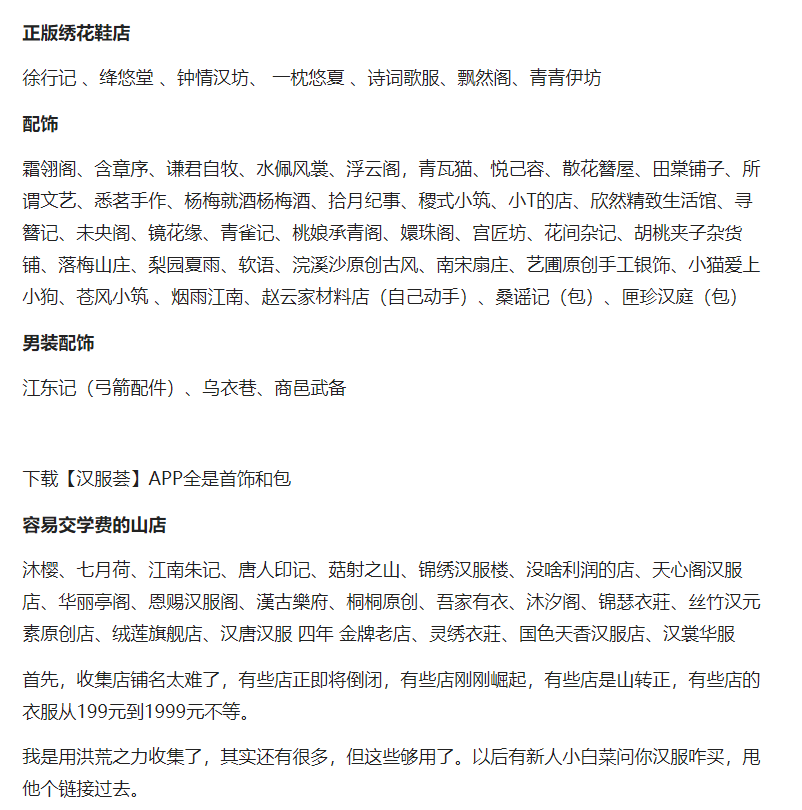 正版绣花鞋店
徐行记 、绛悠堂 、钟情汉坊、 一枕悠夏 、诗词歌服、飘然阁、青青伊坊
配饰
霜翎阁、含章序、谦君自牧、水佩风裳、浮云阁，青瓦猫、悦己容、散花簪屋、田棠铺子、所
谓文艺、悉茗手作、杨梅就酒杨梅酒、拾月纪事、稷式小筑、小T的店、欣然精致生活馆、寻
簪记、未央阁、镜花缘、青雀记、桃娘承青阁、嬛珠阁、宫匠坊、花间杂记、胡桃夹子杂货
铺、落梅山庄、梨园夏雨、软语、浣溪沙原创古风、南宋扇庄、艺圃原创手工银饰、小猫爱上
小狗、苍风小筑 、烟雨江南、赵云家材料店（自己动手）、桑谣记（包）、匣珍汉庭（包）
男装配饰
江东记（弓箭配件）、乌衣巷、商邑武备
下载【汉服荟】APP全是首饰和包
容易交学费的山店
沐樱、七月荷、江南朱记、唐人印记、菇射之山、锦绣汉服楼、没啥利润的店、天心阁汉服
店、华丽亭阁、恩赐汉服阁、漢古樂府、桐桐原创、吾家有衣、沐汐阁、锦瑟衣莊、丝竹汉元
素原创店、绒莲旗舰店、汉唐汉服 四年 金牌老店、灵绣衣莊、国色天香汉服店、汉裳华服
首先，收集店铺名太难了，有些店正即将倒闭，有些店刚刚崛起，有些店是山转正，有些店的
衣服从199元到1999元不等。
我是用洪荒之力收集了，其实还有很多，但这些够用了。以后有新人小白菜问你汉服咋买，甩
他个链接过去。